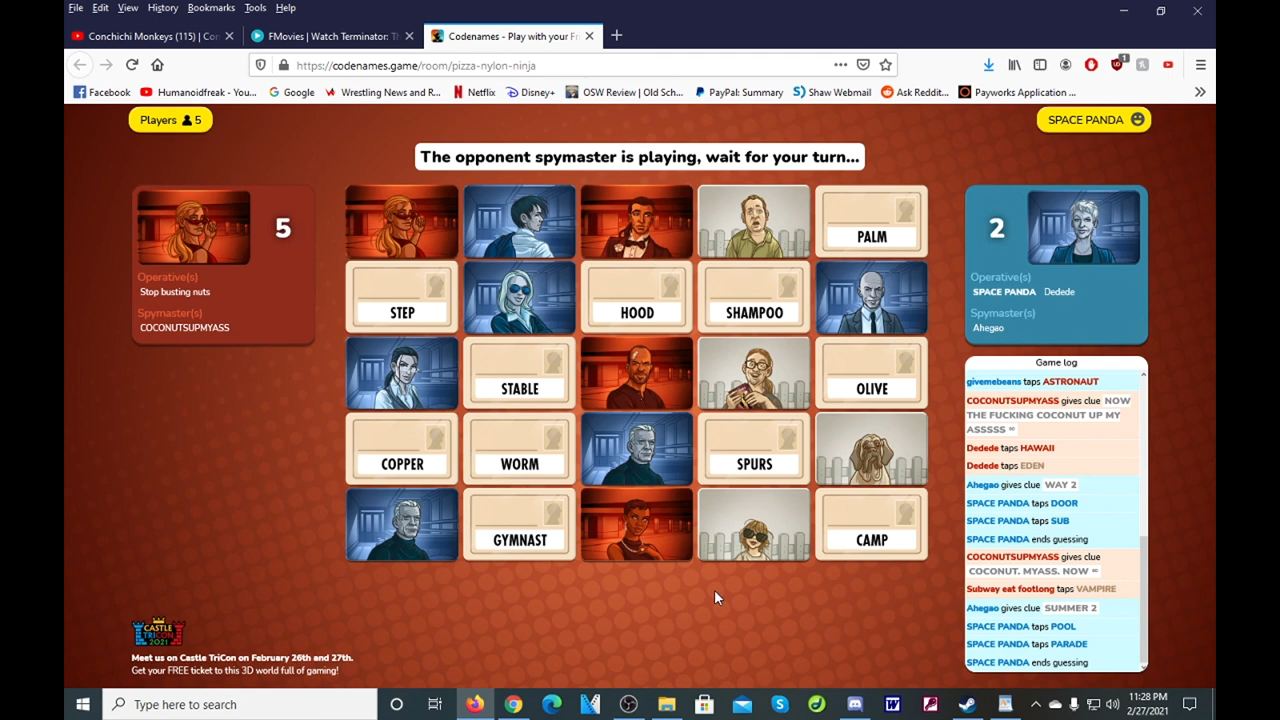 File Edit View History Bookmarks Tools Help
Conchichi Monkeys (115) | Con
FMovies | Watch Terminator: Th
Codenames - Play with your Fr
https://codenames.game/room/pizza-nylon-ninja
Facebook Humanoidfreak - You... Google Wrestling News and R... Netflix Disney+ OSW Review | Old Sch... PayPal: Summary Shaw Webmail Ask Reddit... Payworks Application ...
Players 5
SPACE PANDA
The opponent spymaster is playing, wait for your turn...
5
Operative(s)
Stop busting nuts
Spymaster(s)
COCONUTSUPMYASS
PALM
STEP
HOOD
SHAMPOO
STABLE
OLIVE
COPPER
WORM
SPURS
GYMNAST
CAMP
2
Operative(s)
SPACE PANDA Dedede
Spymaster(s)
Ahegao
Game log
givemebeans taps ASTRONAUT
COCONUTSUPMYASS gives clue NOW
THE FUCKING COCONUT UP MY
ASSSSS ∞
Dedede taps HAWAII
Dedede taps EDEN
Ahegao gives clue WAY 2
SPACE PANDA taps DOOR
SPACE PANDA taps SUB
SPACE PANDA ends guessing
COCONUTSUPMYASS gives clue
COCONUT. MYASS. NOW ∞
Subway eat footlong taps VAMPIRE
Ahegao gives clue SUMMER 2
SPACE PANDA taps POOL
SPACE PANDA taps PARADE
SPACE PANDA ends guessing
CASTLE
TRICON
2021
Meet us on Castle TriCon on February 26th and 27th.
Get your FREE ticket to this 3D world full of gaming!
Type here to search
11:28 PM
2/27/2021